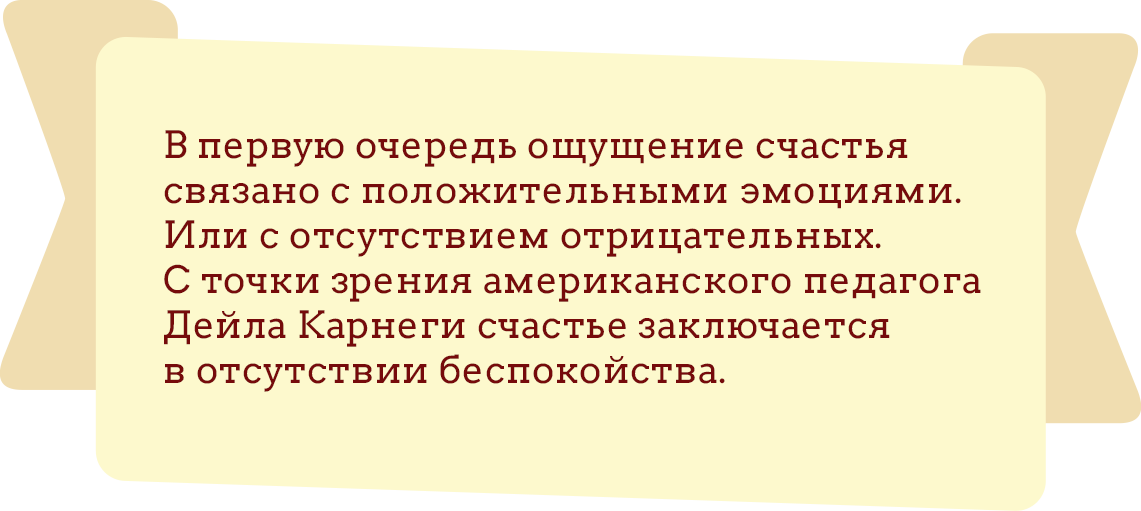 В первую очередь ощущение счастья
связано с положительными эмоциями.
Или с отсутствием отрицательных.
С точки зрения американского педагога
Дейла Карнеги счастье заключается
в отсутствии беспокойства.